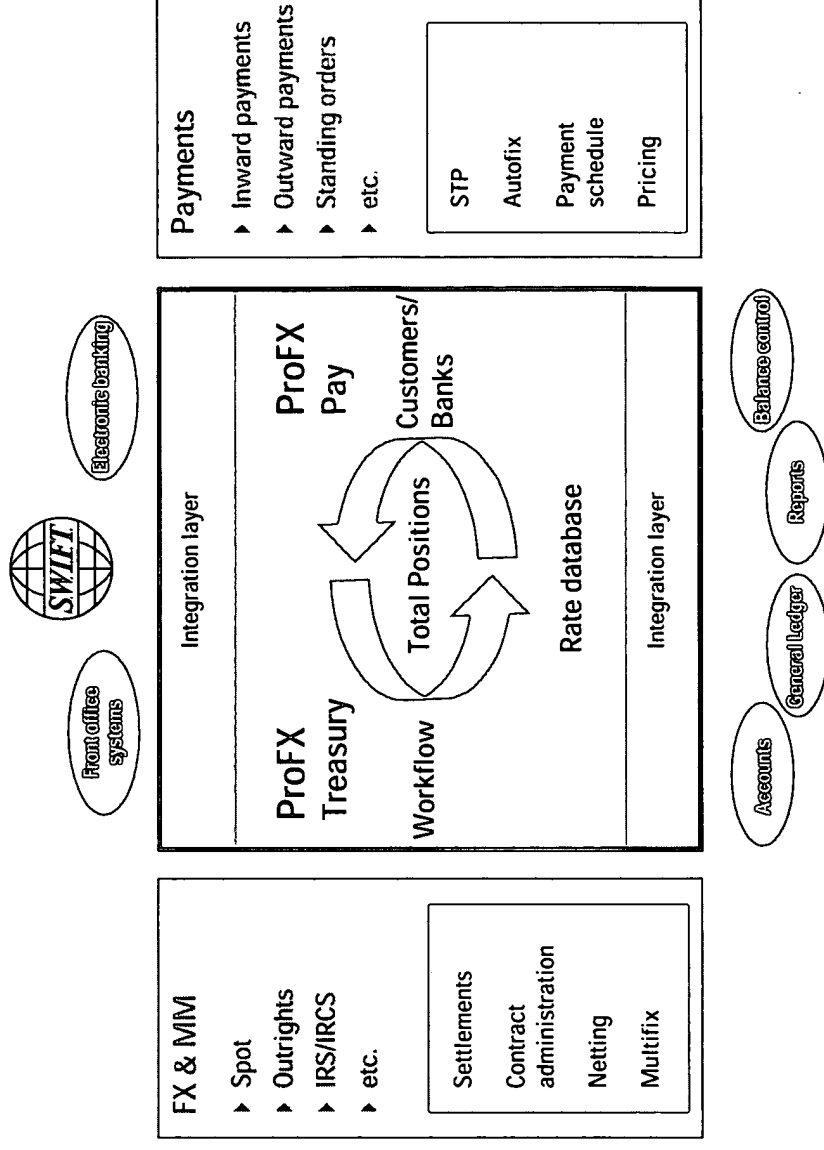 Front office
systems
S.W.I.F.T.
Electronic banking
FX & MM
Spot
Outrights
IRS/IRCS
etc.
Settlements
Contract
administration
Netting
Multifix
Integration layer
ProFX
Treasury
ProFX
Pay
Workflow
Total Positions
Customers/
Banks
Rate database
Integration layer
Payments
Inward payments
Outward payments
Standing orders
etc.
STP
Autofix
Payment
schedule
Pricing
Accounts
General Ledger
Reports
Balance control